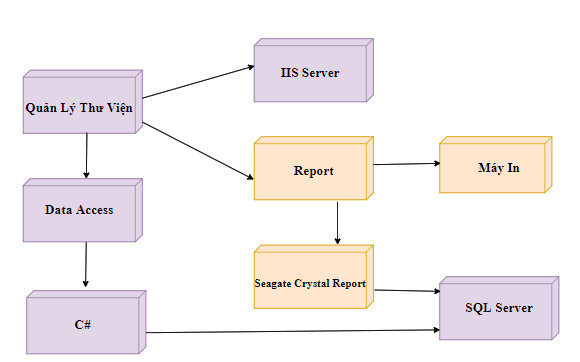 IIS Server
Quản Lý Thư Viện
Report
Máy In
Data Access
Seagate Crystal Report
SQL Server
C#